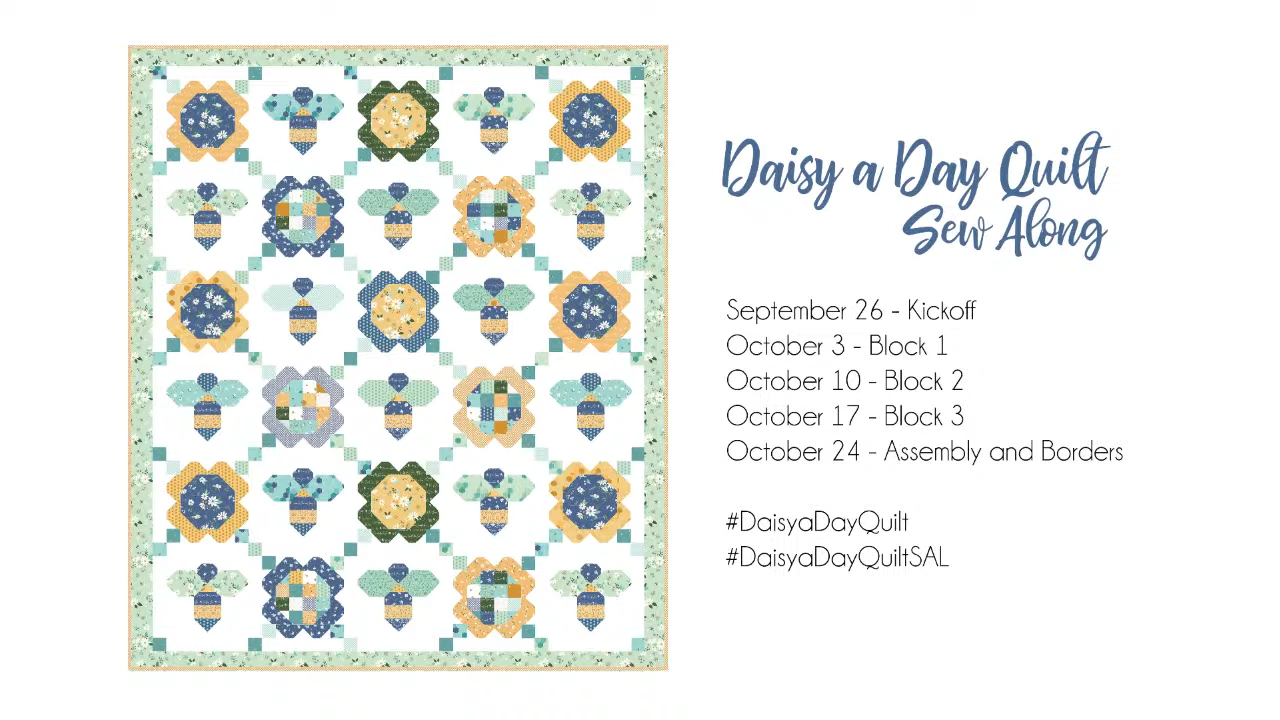 Daisy a Day Quilt
Sew Along
September 26 - Kickoff
October 3 - Block 1
October 10 - Block 2
October 17 - Block 3
October 24 - Assembly and Borders
#DaisyaDayQuilt
#DaisyaDayQuiltSAL